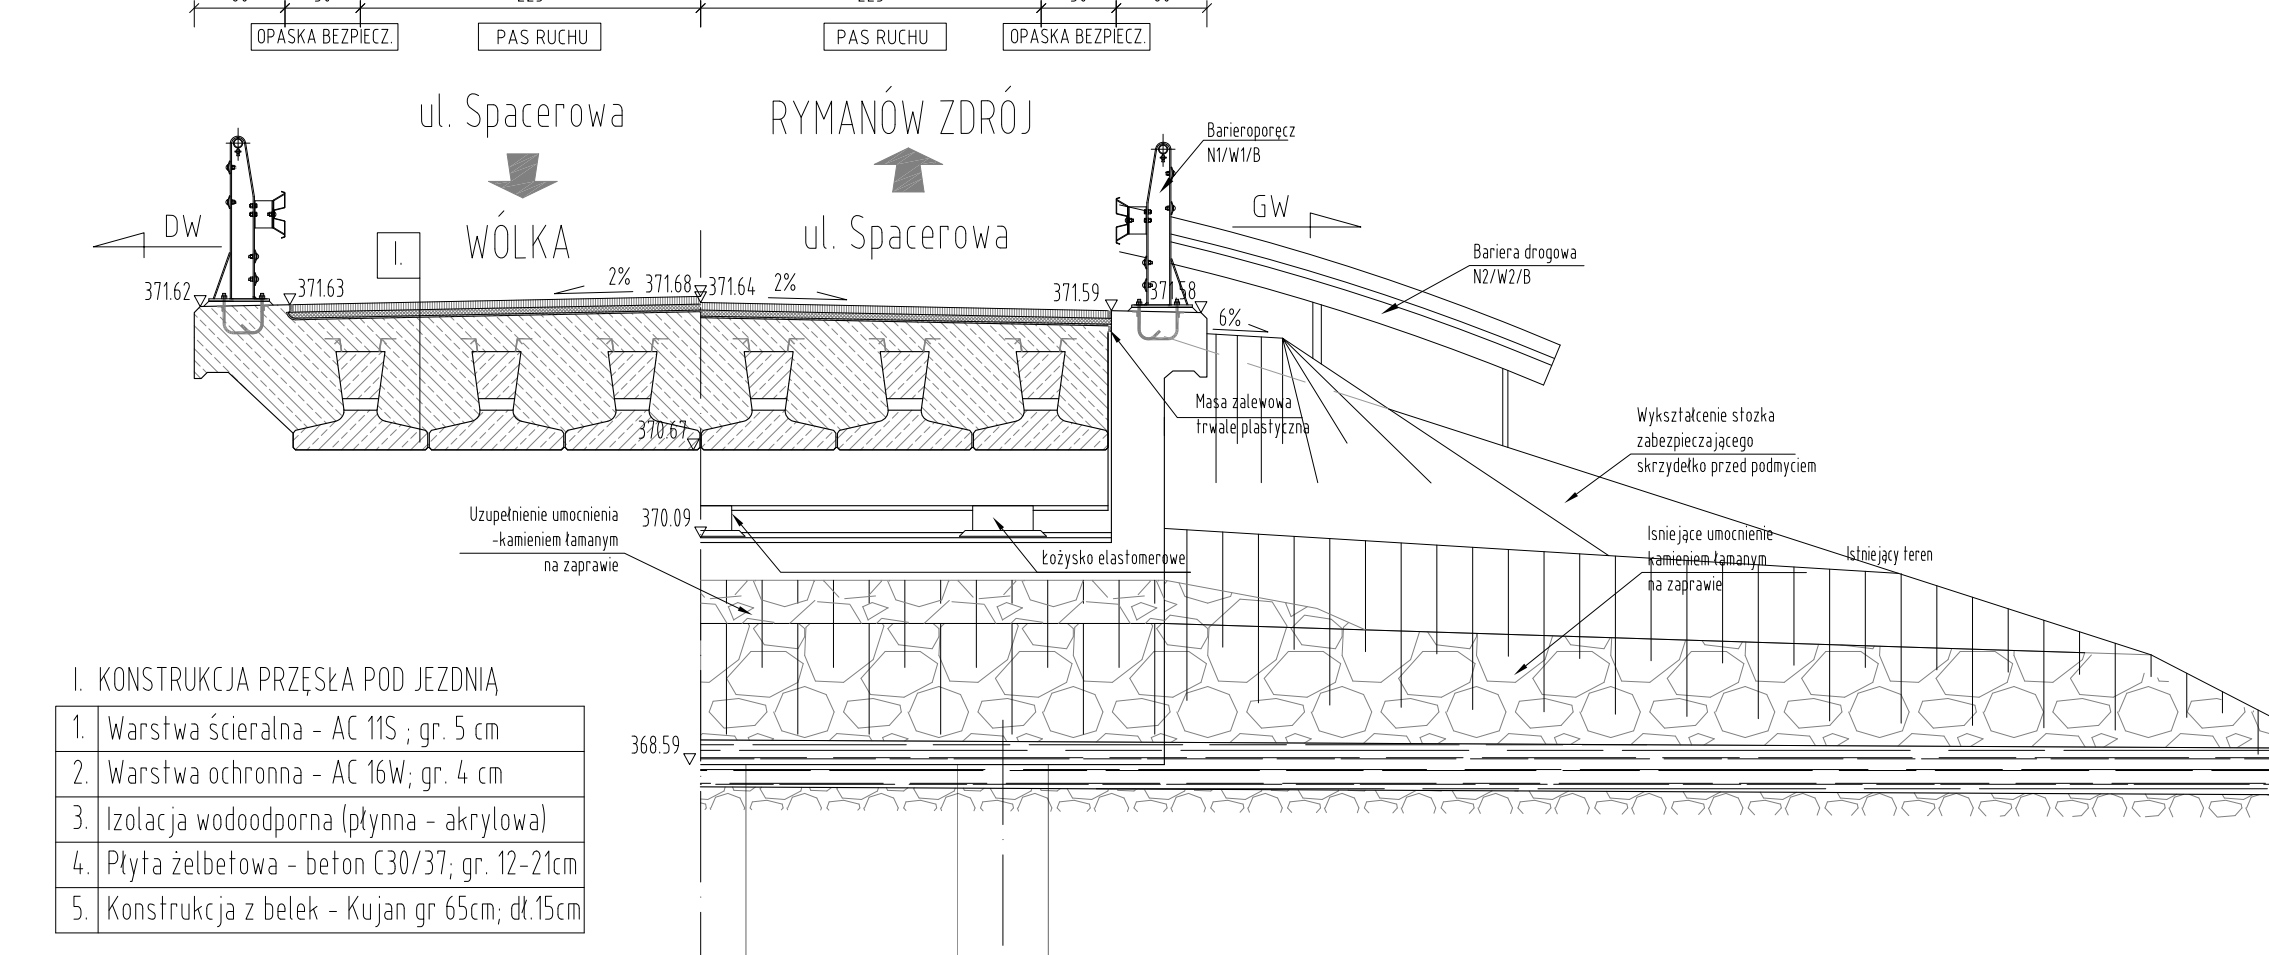 OPASKA BEZPIECZ.
PAS RUCHU
PAS RUCHU
OPASKA BEZPIECZ.
ul. Spacerowa
RYMANÓW ZDRÓJ
Barieroporęcz
N1/W1/B
DW
WÓLKA
ul. Spacerowa
GW
I.
Bariera drogowa
N2/W2/B
371.62
371.63
2%
371.68
371.64
2%
371.59
371.58
6%
Masa zalewowa
trwale plastyczna
370.67
Wykształcenie stozka
zabezpieczającego
skrzydełko przed podmyciem
Uzupełnienie umocnienia
-kamieniem łamanym
na zaprawie
370.09
Łożysko elastomerowe
Isniejące umocnienie
kamieniem łamanym
na zaprawie
Istniejący teren
368.59
I. KONSTRUKCJA PRZĘSŁA POD JEZDNIĄ
1. Warstwa ścieralna - AC 11S ; gr. 5 cm
2. Warstwa ochronna - AC 16W; gr. 4 cm
3. Izolacja wodoodporna (płynna - akrylowa)
4. Płyta żelbetowa - beton C30/37; gr. 12-21cm
5. Konstrukcja z belek - Kujan gr 65cm; dł.15cm